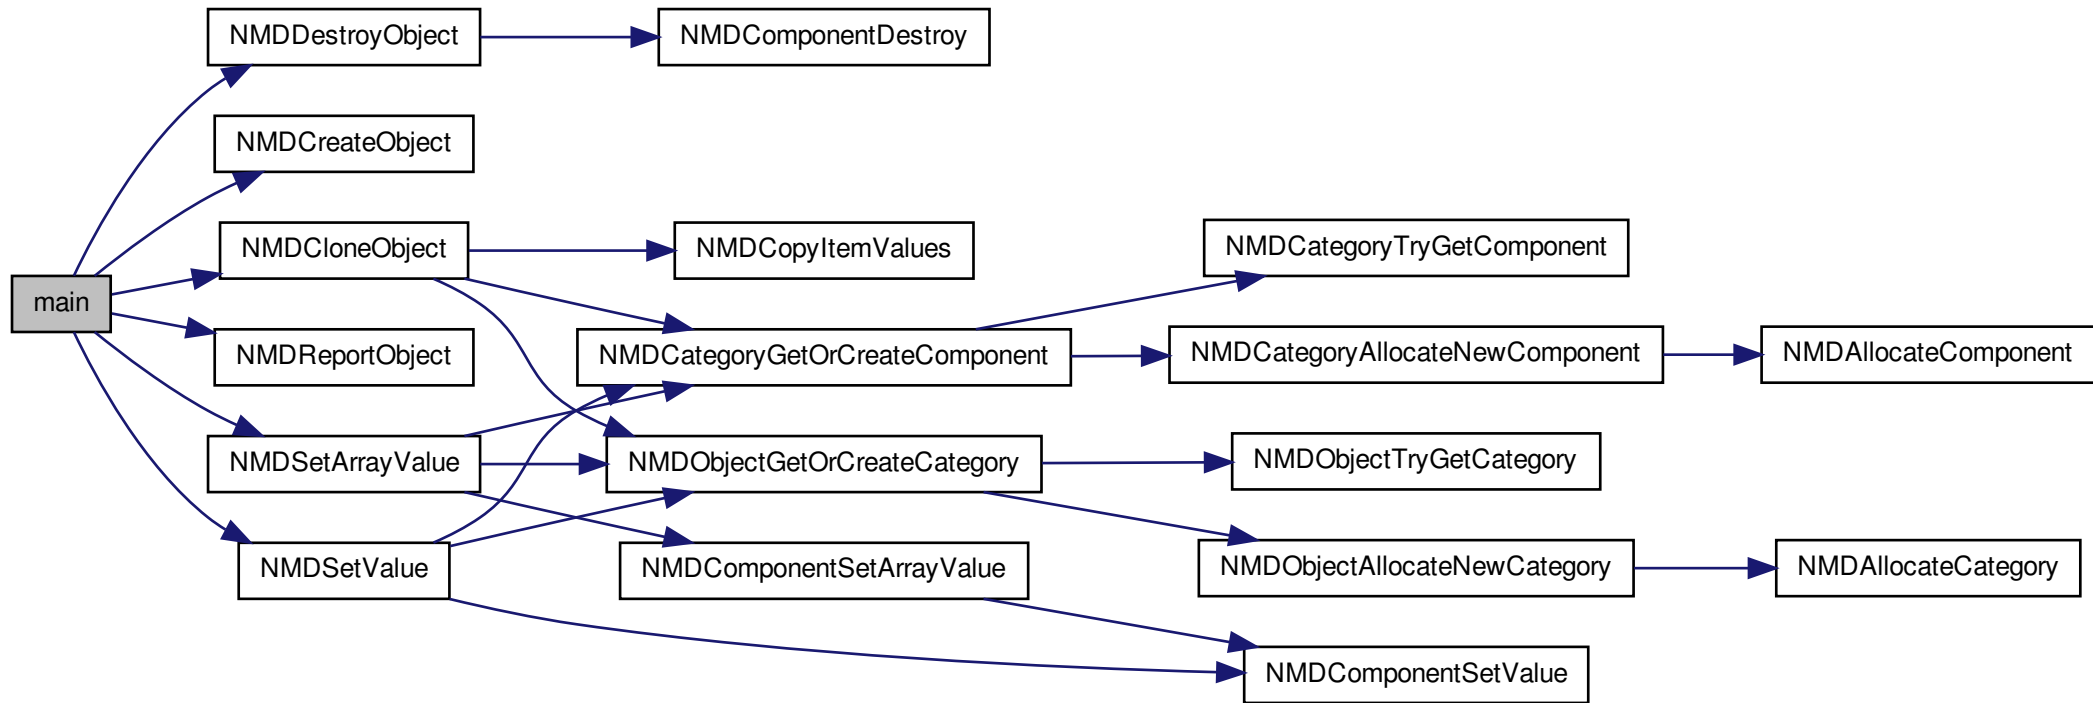 NMDDestroyObject
NMDComponentDestroy
NMDCreateObject
NMDCloneObject
NMDCopyItemValues
NMDCategoryTryGetComponent
main
NMDReportObject
NMDCategoryGetOrCreateComponent
NMDCategoryAllocateNewComponent
NMDAllocateComponent
NMDSetArrayValue
NMDObjectGetOrCreateCategory
NMDObjectTryGetCategory
NMDSetValue
NMDComponentSetArrayValue
NMDObjectAllocateNewCategory
NMDAllocateCategory
NMDComponentSetValue